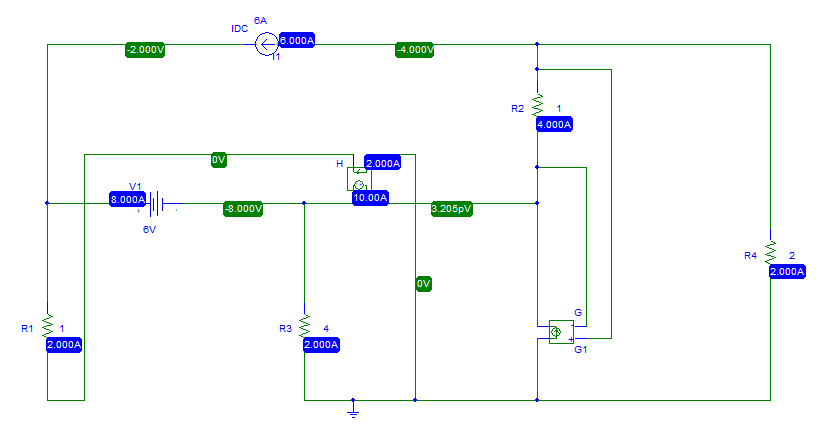 6A
IDC
6.000A
-2.000V
-4.000V
I1
R2 1
4.000A
0V
H
2.000A
V1
8.000A
10.00A
-8.000V
3.205pV
6V
R4 2
2.000A
0V
G
R1 1
R3 4
-
+
2.000A
2.000A
G1